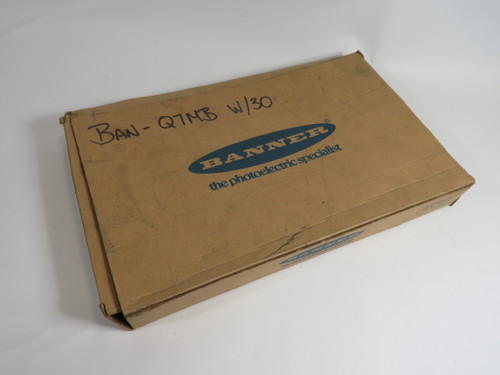 BAN - Q7MB W/30
BANNER
the photoelectric specialist